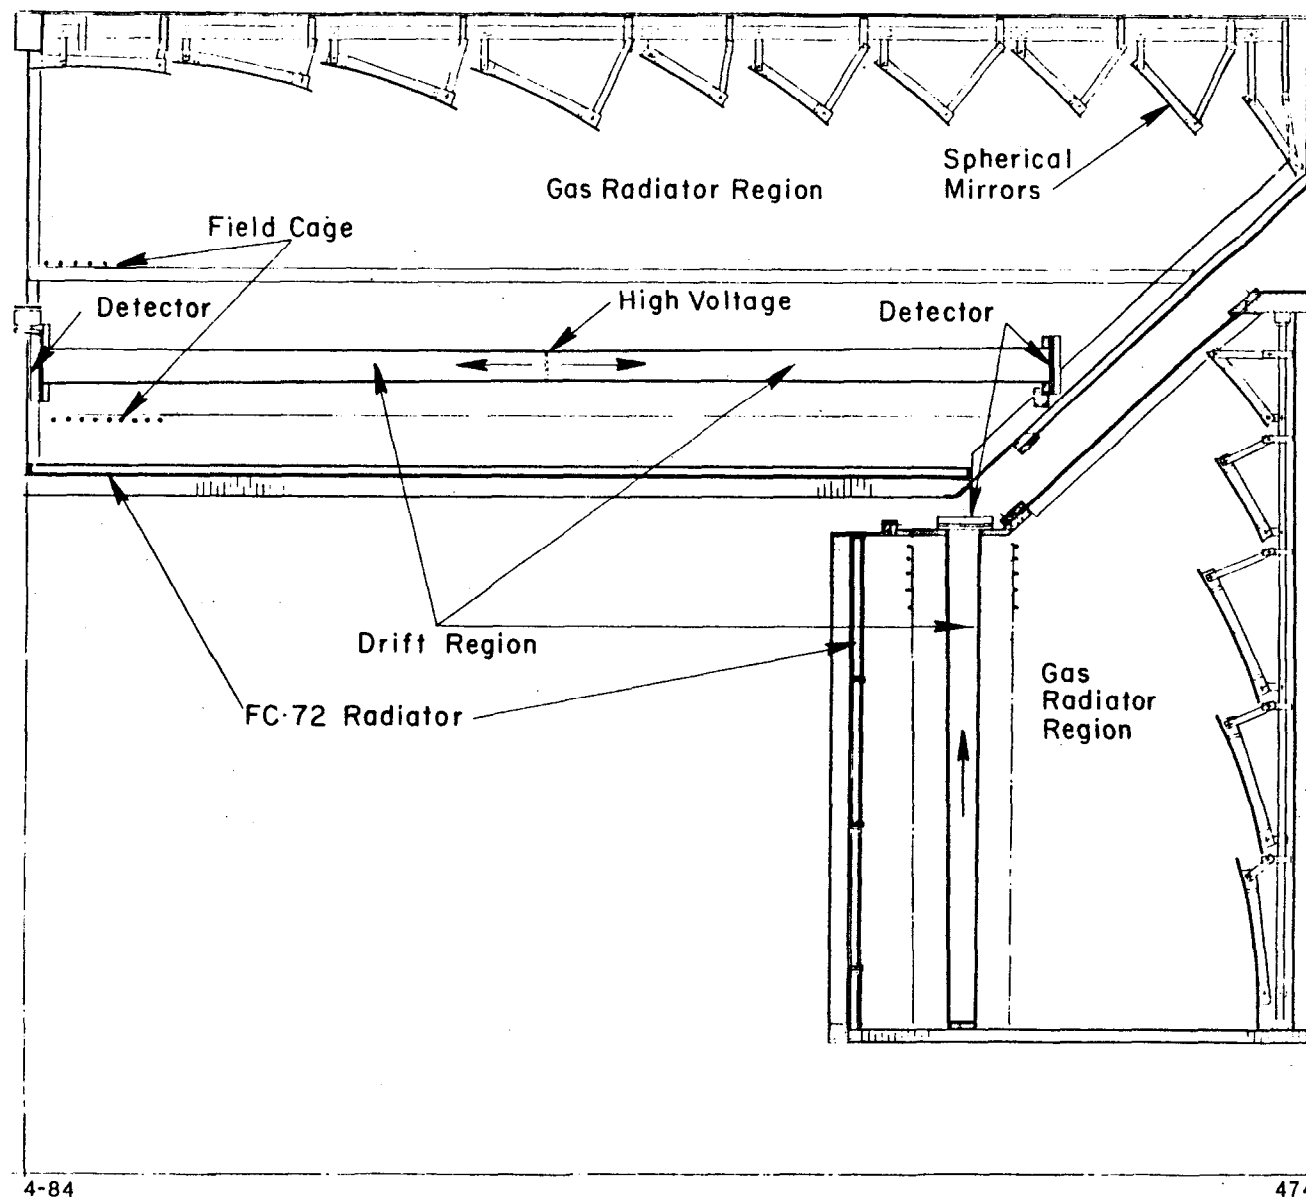 Spherical
Mirrors
Gas Radiator Region
Field Cage
Detector
High Voltage
Detector
Drift Region
Gas
Radiator
Region
FC-72 Radiator
4-84
474